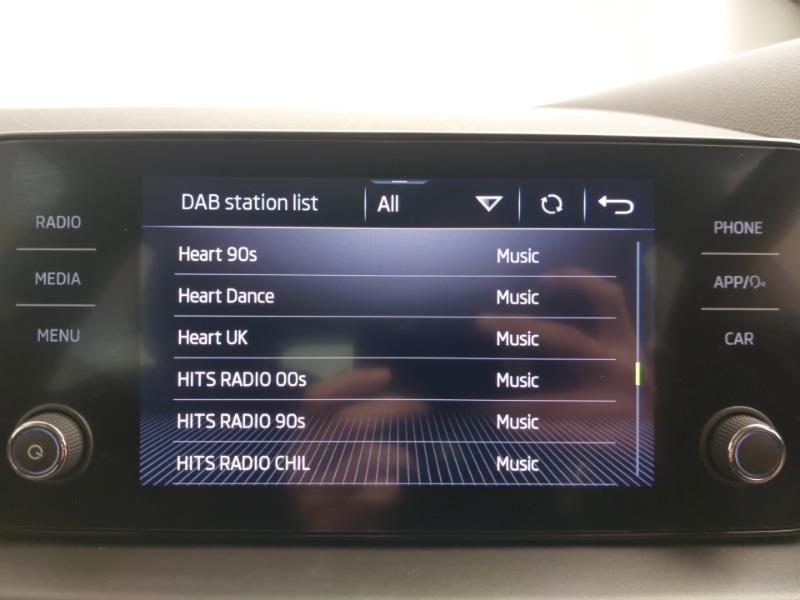 DAB station list All
RADIO
MEDIA
MENU
Heart 90s Music
Heart Dance Music
Heart UK Music
HITS RADIO 00s Music
HITS RADIO 90s Music
HITS RADIO CHIL Music
PHONE
APP/
CAR